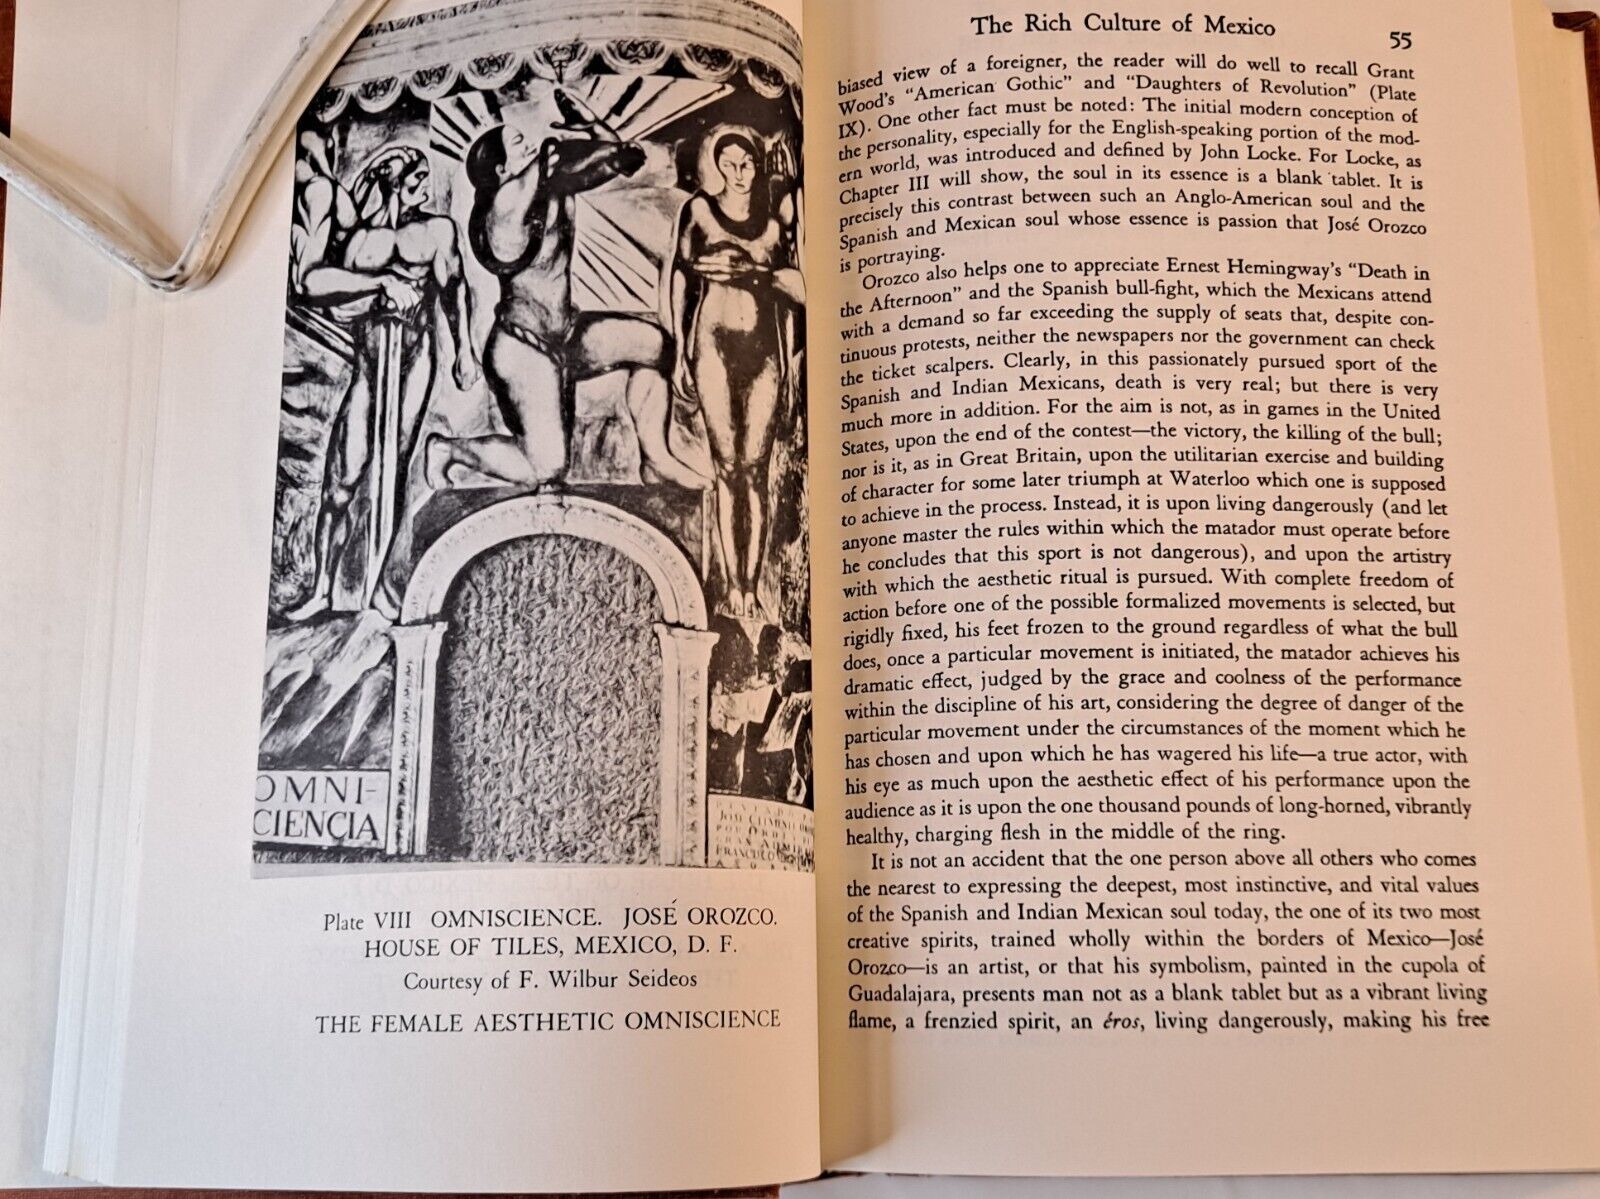 OMNI-
CIENCIA
JOSE CLEMENTE
POR
FRANCISCO
Plate VIII OMNISCIENCE. JOSÉ OROZCO.
HOUSE OF TILES, MEXICO, D. F.
Courtesy of F. Wilbur Seideos
THE FEMALE AESTHETIC OMNISCIENCE
The Rich Culture of Mexico 55
biased view of a foreigner, the reader will do well to recall Grant
Wood's "American Gothic" and "Daughters of Revolution" (Plate
IX). One other fact must be noted: The initial modern conception of
the personality, especially for the English-speaking portion of the mod-
ern world, was introduced and defined by John Locke. For Locke, as
Chapter III will show, the soul in its essence is a blank tablet. It is
precisely this contrast between such an Anglo-American soul and the
Spanish and Mexican soul whose essence is passion that José Orozco
is portraying.
Orozco also helps one to appreciate Ernest Hemingway's "Death in
the Afternoon" and the Spanish bull-fight, which the Mexicans attend
with a demand so far exceeding the supply of seats that, despite con-
tinuous protests, neither the newspapers nor the government can check
the ticket scalpers. Clearly, in this passionately pursued sport of the
Spanish and Indian Mexicans, death is very real; but there is very
much more in addition. For the aim is not, as in games in the United
States, upon the end of the contest—the victory, the killing of the bull;
nor is it, as in Great Britain, upon the utilitarian exercise and building
of character for some later triumph at Waterloo which one is supposed
to achieve in the process. Instead, it is upon living dangerously (and let
anyone master the rules within which the matador must operate before
he concludes that this sport is not dangerous), and upon the artistry
with which the aesthetic ritual is pursued. With complete freedom of
action before one of the possible formalized movements is selected, but
rigidly fixed, his feet frozen to the ground regardless of what the bull
does, once a particular movement is initiated, the matador achieves his
dramatic effect, judged by the grace and coolness of the performance
within the discipline of his art, considering the degree of danger of the
particular movement under the circumstances of the moment which he
has chosen and upon which he has wagered his life—a true actor, with
his eye as much upon the aesthetic effect of his performance upon the
audience as it is upon the one thousand pounds of long-horned, vibrantly
healthy, charging flesh in the middle of the ring.
It is not an accident that the one person above all others who comes
the nearest to expressing the deepest, most instinctive, and vital values
of the Spanish and Indian Mexican soul today, the one of its two most
creative spirits, trained wholly within the borders of Mexico—José
Orozco—is an artist, or that his symbolism, painted in the cupola of
Guadalajara, presents man not as a blank tablet but as a vibrant living
flame, a frenzied spirit, an éros, living dangerously, making his free